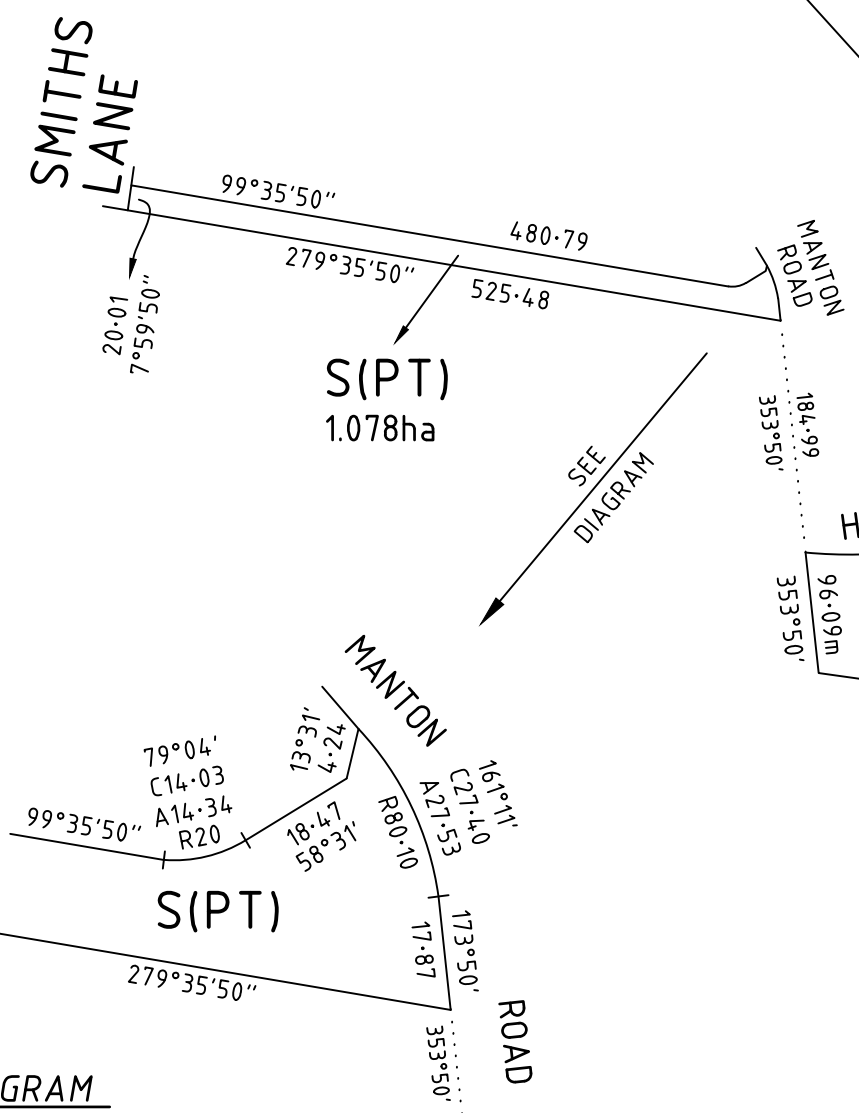 SMITHS
LANE
99°35'50"
480·79
279°35'50"
525·48
MANTON
ROAD
20·01
7°59'50"
S(PT)
1.078ha
184·99
353°50'
SEE
DIAGRAM
H
96·09m
353°50'
MANTON
13°31'
4·24
79°04'
C14·03
A14·34
R20
99°35'50"
18·47
58°31'
161°11'
C27·40
A27·53
R80·10
S(PT)
173°50'
17·87
279°35'50"
ROAD
353°50'
GRAM